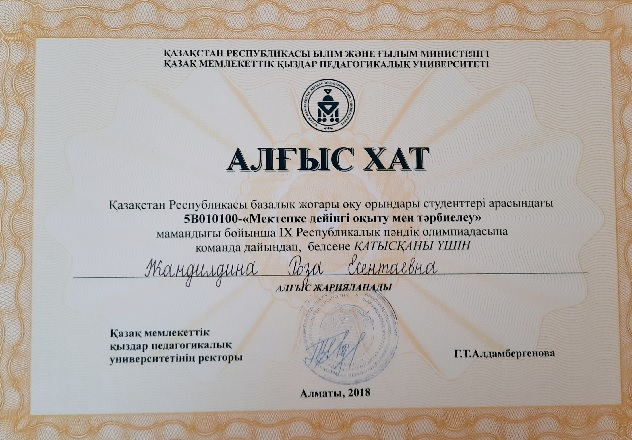 ҚАЗАҚСТАН РЕСПУБЛИКАСЫ БІЛІМ ЖӘНЕ ҒЫЛЫМ МИНИСТРЛІГІ
ҚАЗАҚ МЕМЛЕКЕТТІК ҚЫЗДАР ПЕДАГОГИКАЛЫҚ УНИВЕРСИТЕТІ
АЛҒЫС ХАТ
Қазақстан Республикасы базалық жоғары оқу орындары студенттері арасындағы
5В010100-«Мектепке дейінгі оқыту мен тәрбиелеу»
мамандығы бойынша IX Республикалық пәндік олимпиадасына
команда дайындап, белсене ҚАТЫСҚАНЫ ҮШІН
Жандилдина Роза Есентаевна
АЛҒЫС ЖАРИЯЛАНАДЫ
Қазақ мемлекеттік
қыздар педагогикалық
университетінің ректоры
Г.Т.Алдамбергенова
Алматы, 2018